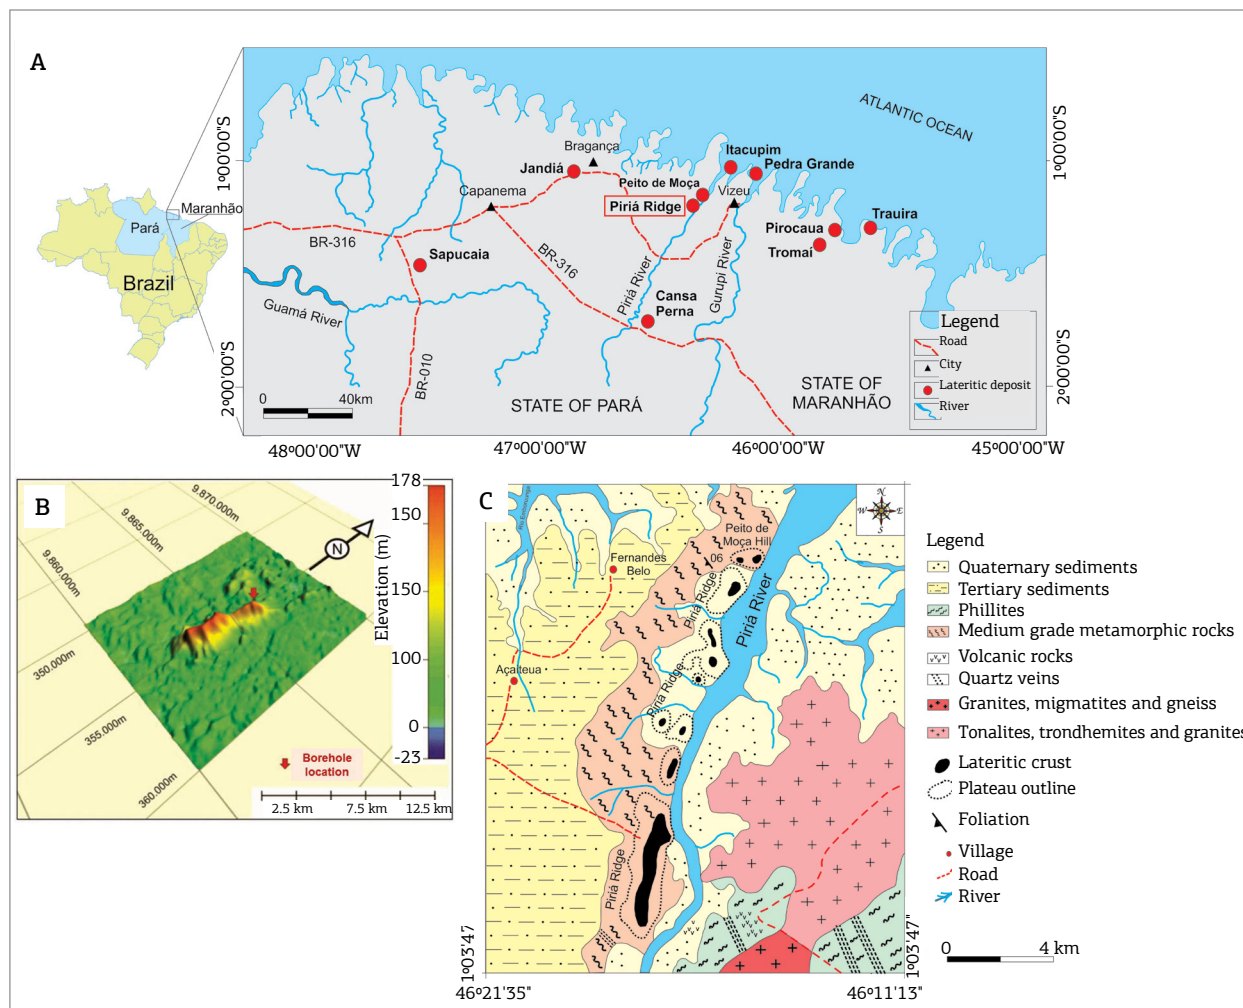 A
ATLANTIC OCEAN
Bragança
Itacupim
Jandiá
Pedra Grande
Peito de Moça
Capanema
Vizeu
Piriá Ridge
Maranhão
Pará
Trauira
Pirocaua
BR-316
Tromaí
Sapucaia
BR-316
Piriá River
Gurupi River
Brazil
Guamá River
Cansa
Perna
BR-010
STATE OF PARÁ
STATE OF
MARANHÃO
Legend
Road
City
Lateritic deposit
River
0
40km
1º00'00"S
2º00'00"S
1º00'00"S
2º00'00"S
48º00'00"W
47º00'00"W
46º00'00"W
45º00'00"W
B
9.870.000m
9.865.000m
9.860.000m
350.000m
355.000m
360.000m
N
Elevation (m)
178
150
150
100
0
-23
Borehole
location
2.5 km
7.5 km
12.5 km
C
N
W
E
S
Peito de
Moça Hill
06
Fernandes
Belo
Piriá Ridge
Piriá River
Açaiteua
Piriá Ridge
Piriá Ridge
1º03'47
1º03'47"
46º21'35"
46º11'13"
Legend
Quaternary sediments
Tertiary sediments
Phillites
Medium grade metamorphic rocks
Volcanic rocks
Quartz veins
Granites, migmatites and gneiss
Tonalites, trondhemites and granites
Lateritic crust
Plateau outline
Foliation
Village
Road
River
0
4 km